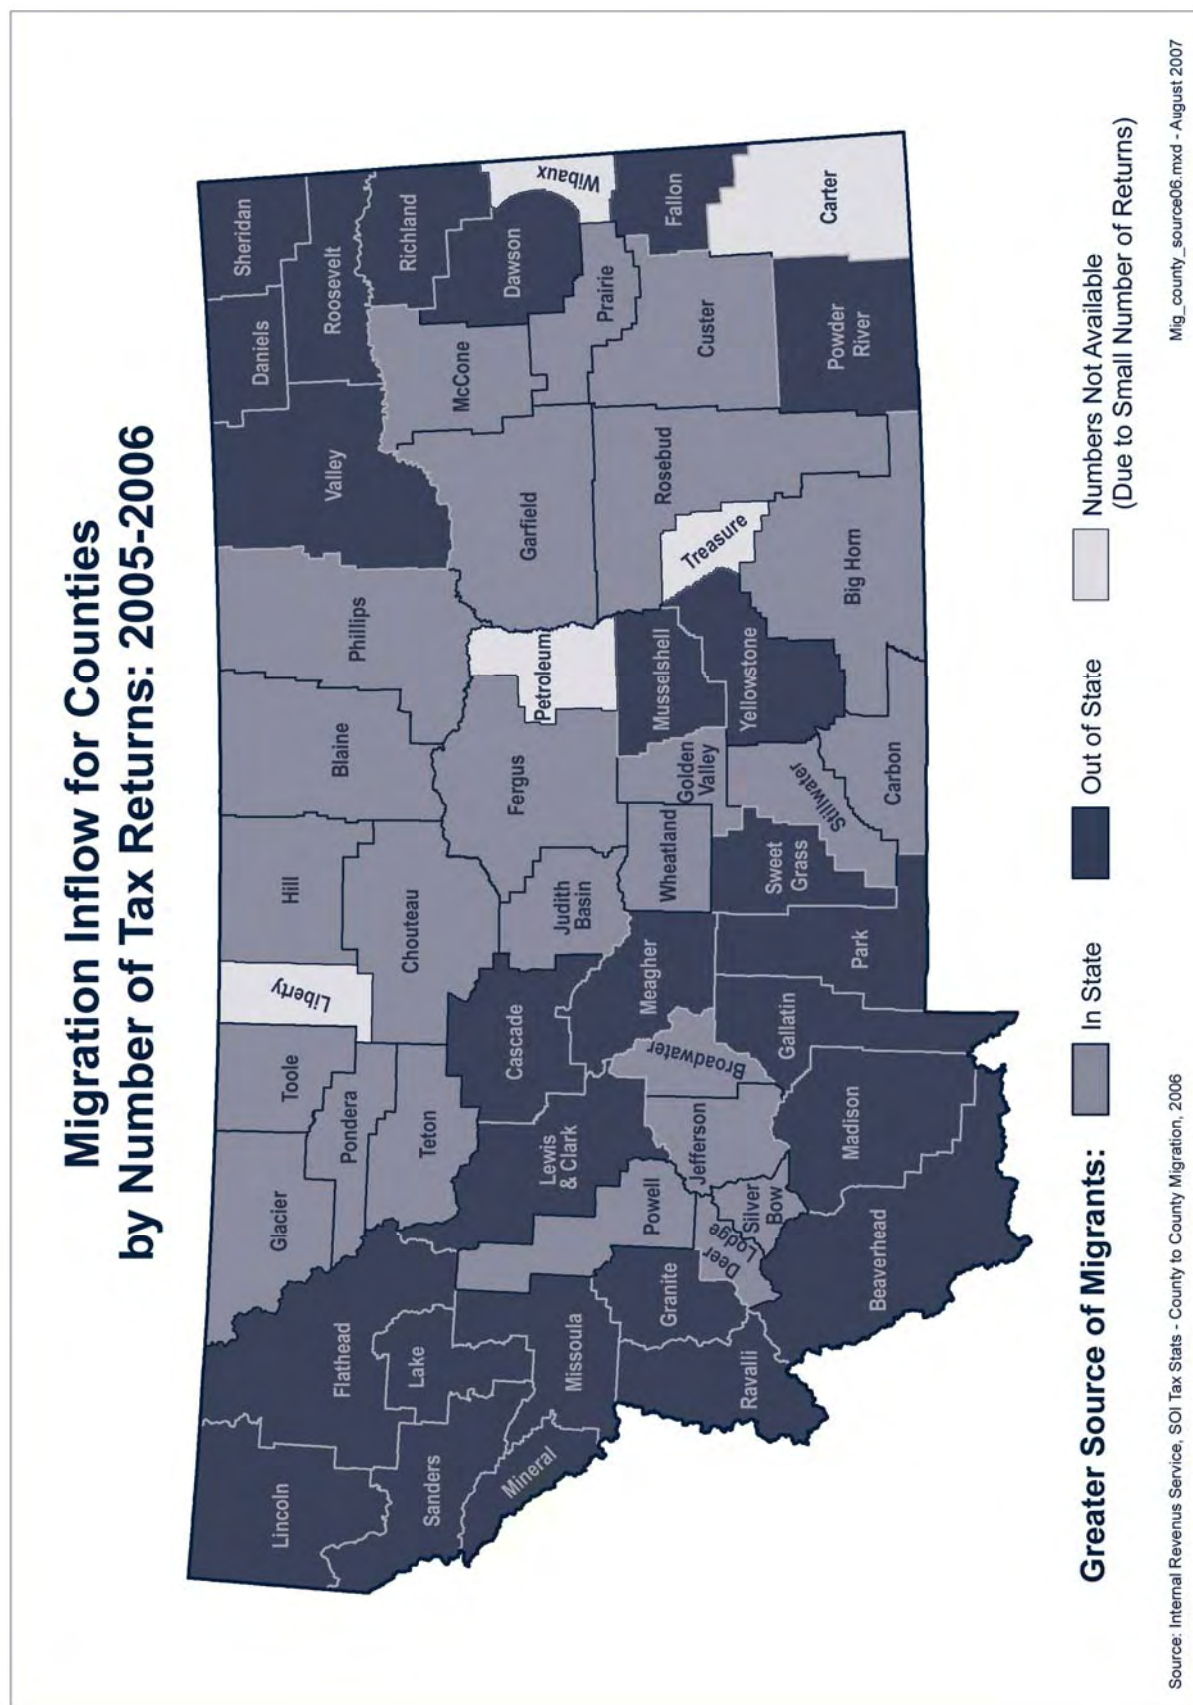 Migration Inflow for Counties
by Number of Tax Returns: 2005-2006
Lincoln
Flathead
Glacier
Toole
Liberty
Hill
Blaine
Phillips
Valley
Daniels
Sheridan
Roosevelt
Sanders
Lake
Pondera
Teton
Chouteau
McCone
Richland
Mineral
Missoula
Lewis
& Clark
Cascade
Judith
Basin
Fergus
Petroleum
Garfield
Dawson
Wibaux
Prairie
Ravalli
Granite
Powell
Deer
Lodge
Silver
Bow
Jefferson
Broadwater
Meagher
Wheatland
Golden
Valley
Musselshell
Treasure
Rosebud
Custer
Fallon
Beaverhead
Madison
Gallatin
Park
Sweet
Grass
Stillwater
Yellowstone
Carbon
Big Horn
Powder
River
Carter
Greater Source of Migrants:
In State
Out of State
Numbers Not Available
(Due to Small Number of Returns)
Source: Internal Revenue Service, SOI Tax Stats - County to County Migration, 2006
Mig_county_source06.mxd - August 2007